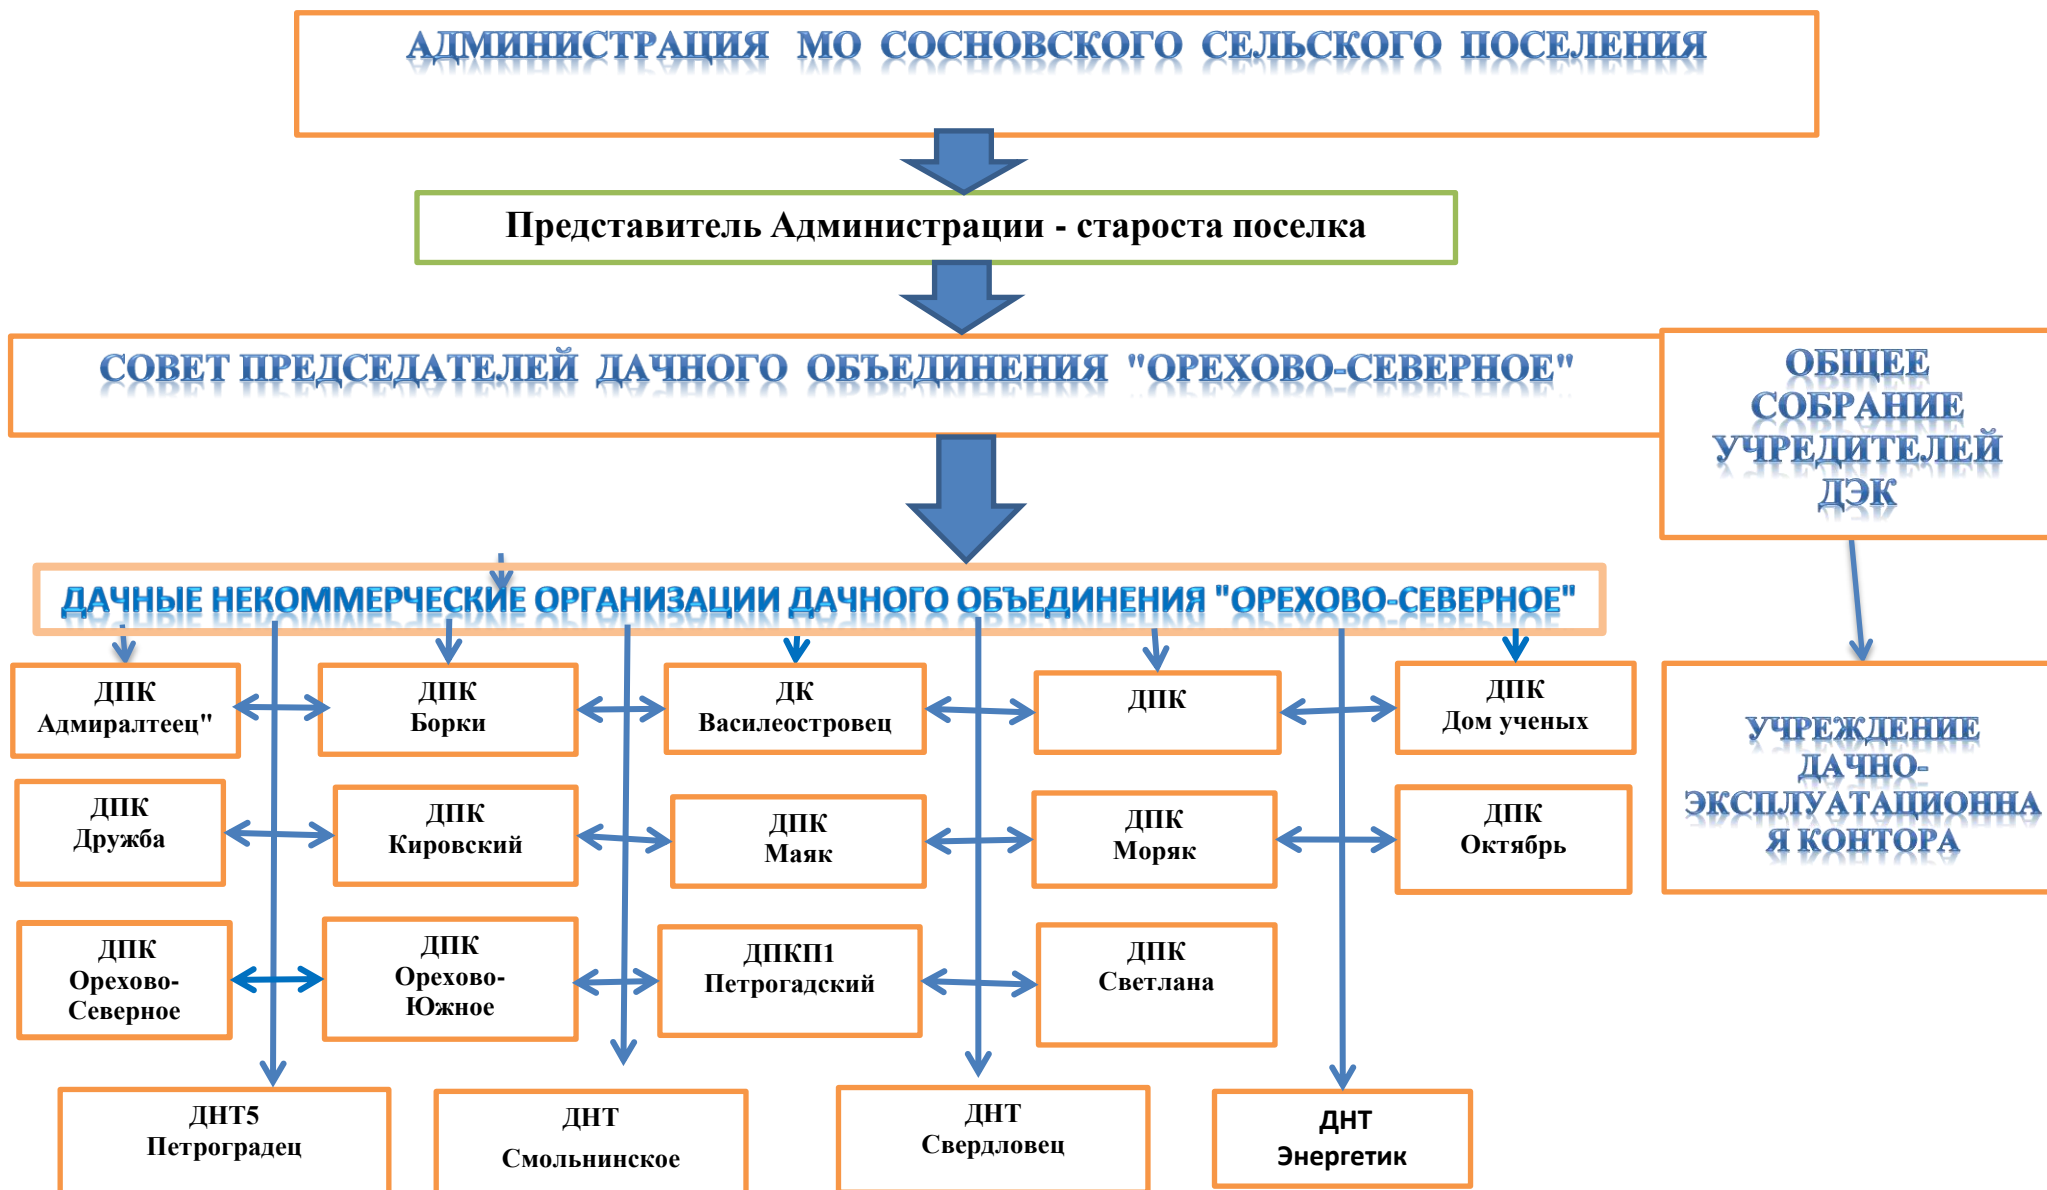 АДМИНИСТРАЦИЯ МО СОСНОВСКОГО СЕЛЬСКОГО ПОСЕЛЕНИЯ
Представитель Администрации - староста поселка
СОВЕТ ПРЕДСЕДАТЕЛЕЙ ДАЧНОГО ОБЪЕДИНЕНИЯ "ОРЕХОВО-СЕВЕРНОЕ"
ОБЩЕЕ
СОБРАНИЕ
УЧРЕДИТЕЛЕЙ
ДЭК
ДАЧНЫЕ НЕКОММЕРЧЕСКИЕ ОРГАНИЗАЦИИ ДАЧНОГО ОБЪЕДИНЕНИЯ "ОРЕХОВО-СЕВЕРНОЕ"
ДПК
Адмиралтеец"
ДПК
Борки
ДК
Василеостровец
ДПК
ДПК
Дом ученых
УЧРЕЖДЕНИЕ
ДАЧНО-
ЭКСПЛУАТАЦИОННА
Я КОНТОРА
ДПК
Дружба
ДПК
Кировский
ДПК
Маяк
ДПК
Моряк
ДПК
Октябрь
ДПК
Орехово-
Северное
ДПК
Орехово-
Южное
ДПКП1
Петрогадский
ДПК
Светлана
ДНТ5
Петроградец
ДНТ
Смольнинское
ДНТ
Свердловец
ДНТ
Энергетик